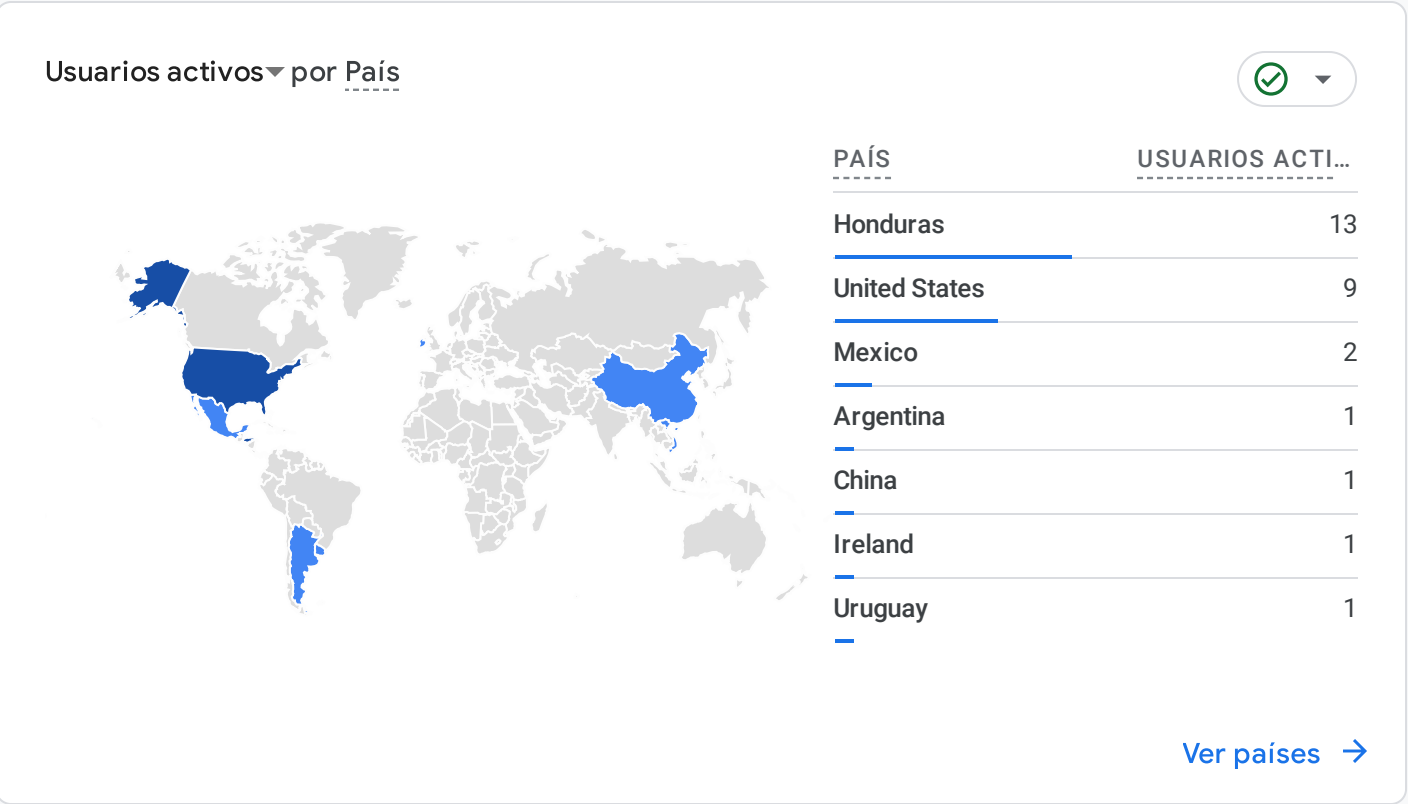 Usuarios activos por País
PAÍS USUARIOS ACTI...
Honduras 13
United States 9
Mexico 2
Argentina 1
China 1
Ireland 1
Uruguay 1
Ver países